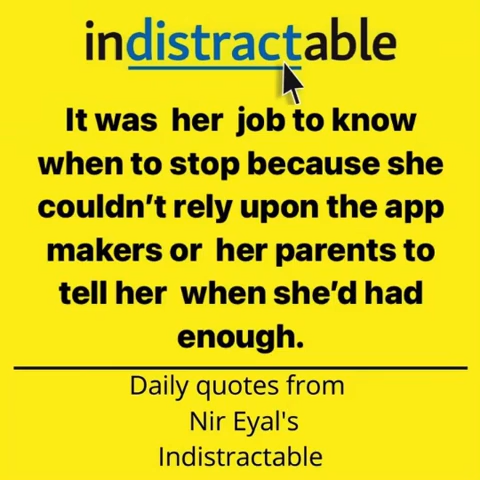 indistractable
It was her job to know
when to stop because she
couldn’t rely upon the app
makers or her parents to
tell her when she’d had
enough.
Daily quotes from
Nir Eyal's
Indistractable